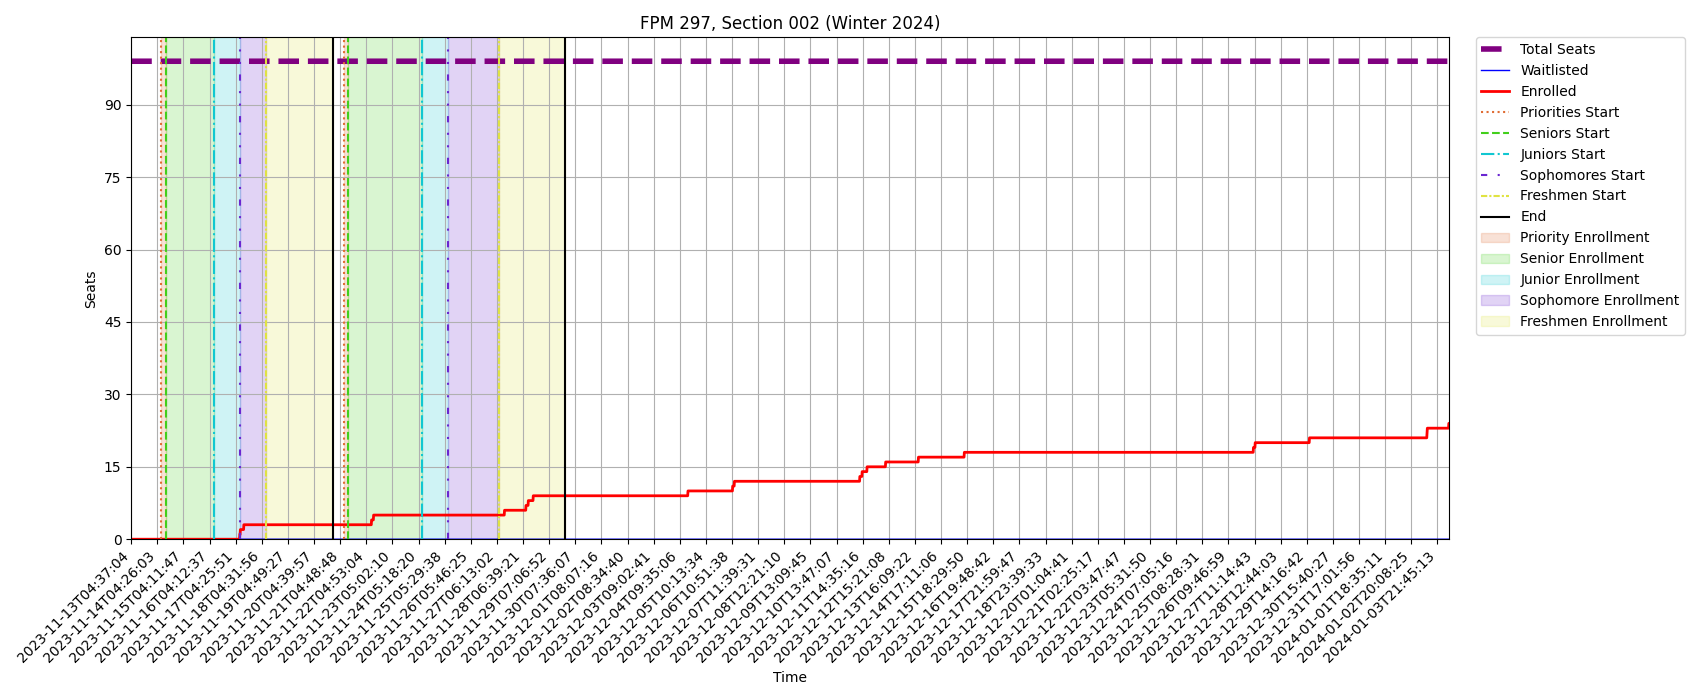 FPM 297, Section 002 (Winter 2024)
Total Seats
Waitlisted
Enrolled
Priorities Start
Seniors Start
Juniors Start
Sophomores Start
Freshmen Start
End
Priority Enrollment
Senior Enrollment
Junior Enrollment
Sophomore Enrollment
Freshmen Enrollment
Seats
90
75
60
45
30
15
0
2023-11-13T04:37:04
2023-11-14T04:26:03
2023-11-15T04:11:47
2023-11-16T04:12:37
2023-11-17T04:25:51
2023-11-18T04:31:56
2023-11-19T04:49:27
2023-11-20T04:39:57
2023-11-21T04:48:48
2023-11-22T04:53:04
2023-11-23T05:02:10
2023-11-24T05:18:20
2023-11-25T05:29:38
2023-11-26T05:46:25
2023-11-27T06:13:02
2023-11-28T06:39:21
2023-11-29T07:06:52
2023-11-30T07:36:07
2023-12-01T08:07:16
2023-12-02T08:34:40
2023-12-03T09:02:41
2023-12-04T09:35:06
2023-12-05T10:13:34
2023-12-06T10:51:38
2023-12-07T11:39:31
2023-12-08T12:21:10
2023-12-09T13:09:45
2023-12-10T13:47:07
2023-12-11T14:35:16
2023-12-12T15:21:08
2023-12-13T16:09:22
2023-12-14T17:11:06
2023-12-15T18:29:50
2023-12-16T19:48:42
2023-12-17T21:59:47
2023-12-18T23:39:33
2023-12-20T01:04:41
2023-12-21T02:25:17
2023-12-22T03:47:47
2023-12-23T05:31:50
2023-12-24T07:05:16
2023-12-25T08:28:31
2023-12-26T09:46:59
2023-12-27T11:14:43
2023-12-28T12:44:03
2023-12-29T14:16:42
2023-12-30T15:40:27
2023-12-31T17:01:56
2024-01-01T18:35:11
2024-01-02T20:08:25
2024-01-03T21:45:13
Time